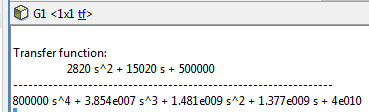 G1 <1x1 tf>
Transfer function:
2820 s^2 + 15020 s + 500000
----------------------------------------------------------------------
800000 s^4 + 3.854e007 s^3 + 1.481e009 s^2 + 1.377e009 s + 4e010